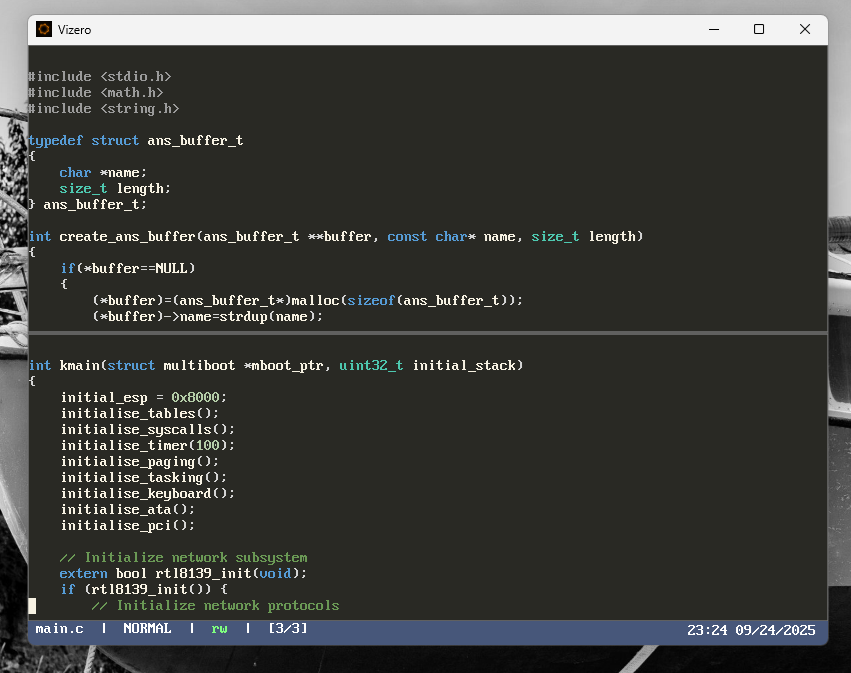 Vizero
#include <stdio.h>
#include <math.h>
#include <string.h>
typedef struct ans_buffer_t
{
    char *name;
    size_t length;
} ans_buffer_t;
int create_ans_buffer(ans_buffer_t **buffer, const char* name, size_t length)
{
    if(*buffer==NULL)
    {
        (*buffer)=(ans_buffer_t*)malloc(sizeof(ans_buffer_t));
        (*buffer)->name=strdup(name);
int kmain(struct multiboot *mboot_ptr, uint32_t initial_stack)
{
    initial_esp = 0x8000;
    initialise_tables();
    initialise_syscalls();
    initialise_timer(100);
    initialise_paging();
    initialise_tasking();
    initialise_keyboard();
    initialise_ata();
    initialise_pci();
    // Initialize network subsystem
    extern bool rtl8139_init(void);
    if (rtl8139_init()) {
        // Initialize network protocols
main.c | NORMAL | rw | [3/3] 23:24 09/24/2025